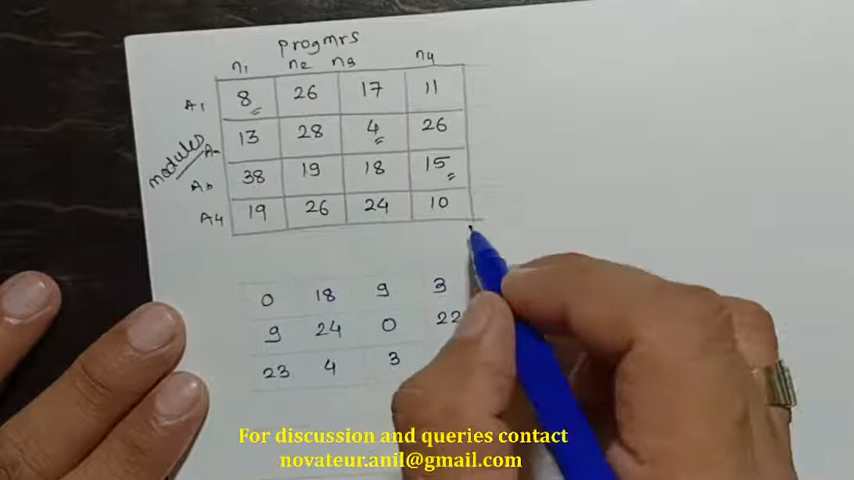 progmrs
n1 n2 n3 n4
A1 8 26 17 11
13 28 4 26
modules
A3 38 19 18 15
A4 19 26 24 10
0 18 9 3
9 24 0 22
23 4 3
For discussion and queries contact
novateur.anil@gmail.com